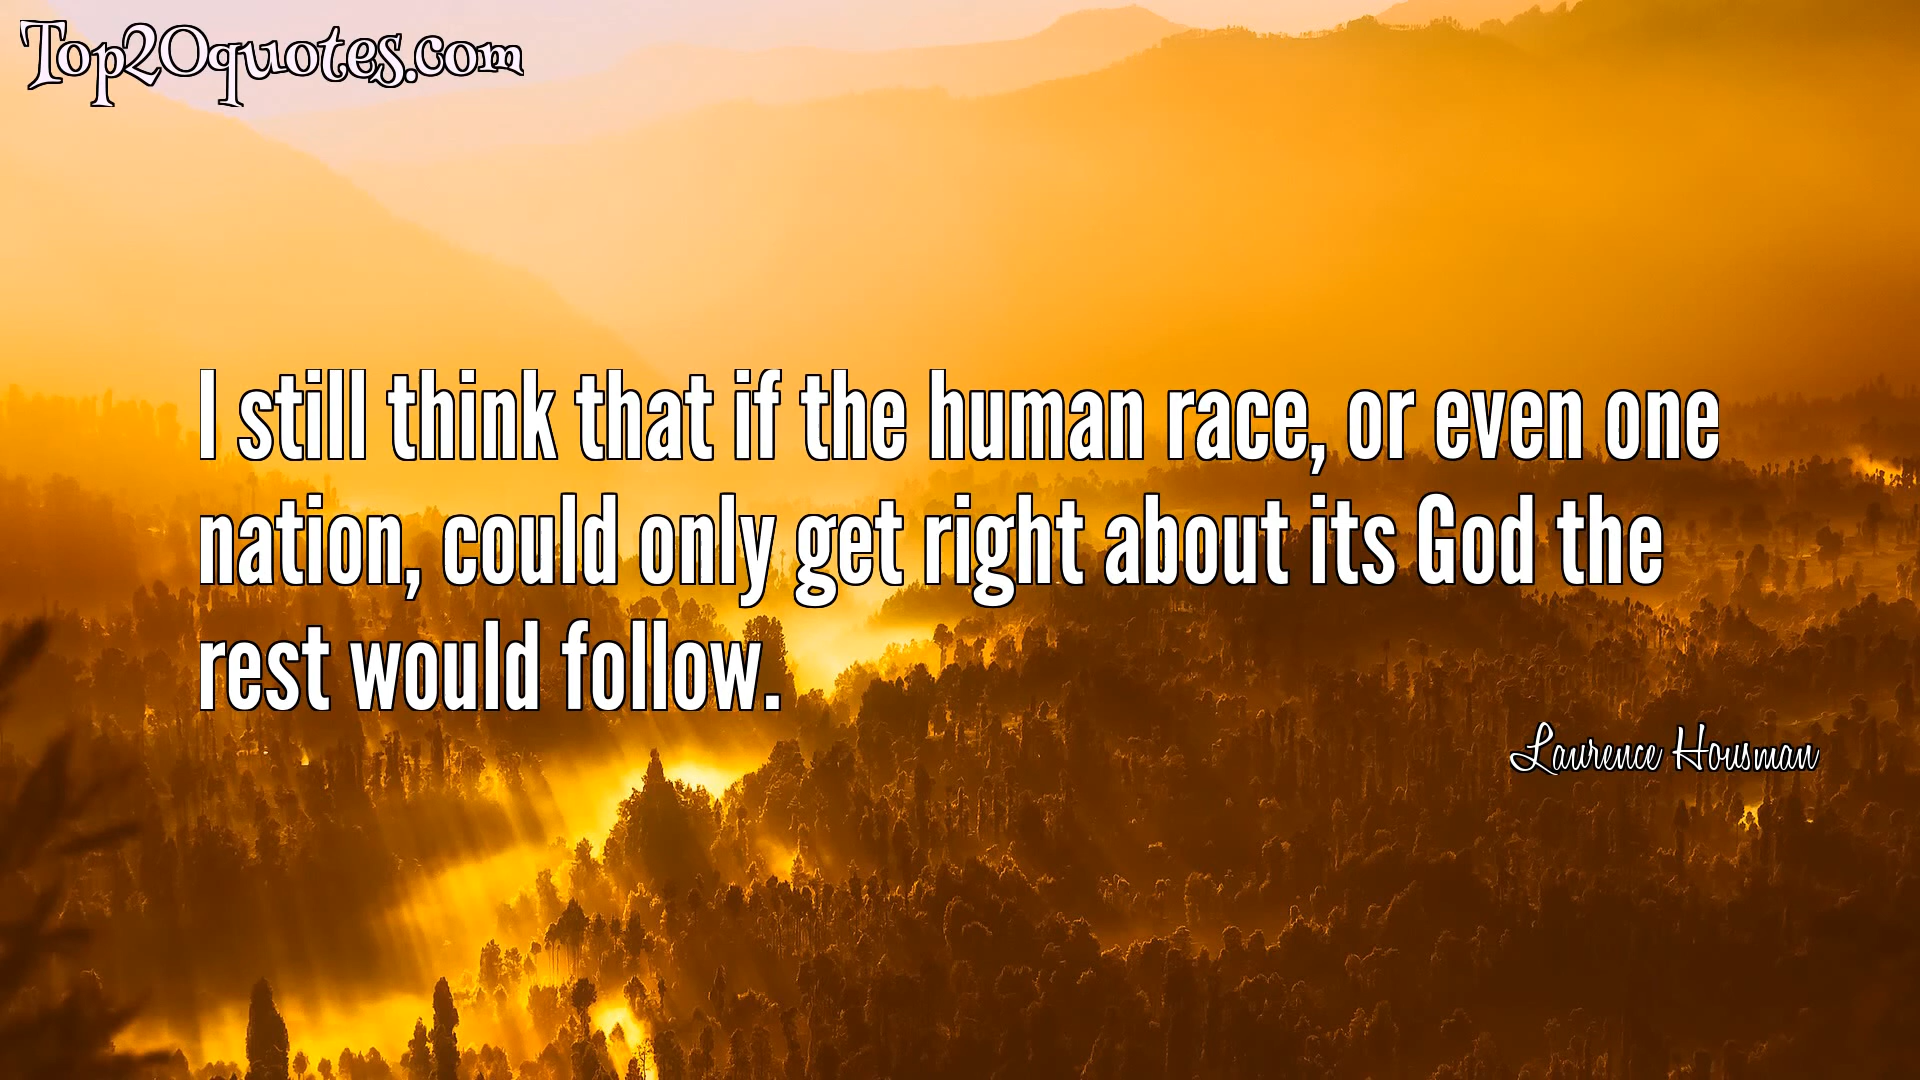 Top20quotes.com
I still think that if the human race, or even one
nation, could only get right about its God the
rest would follow.
Laurence Housman